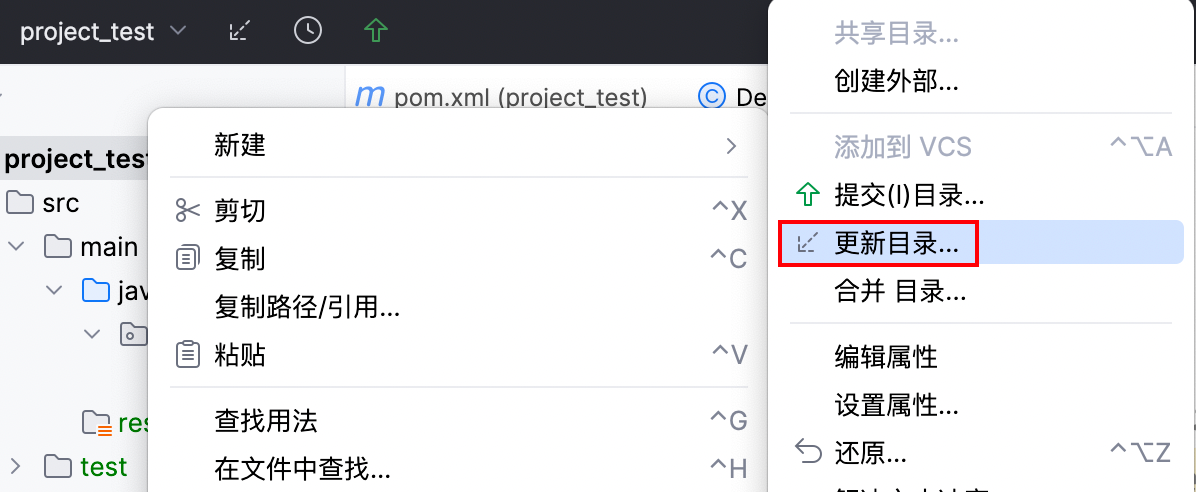 project_test
pom.xml (project_test)
De
project_test
src
main
jav
res
test
新建
剪切 ^X
复制 ^C
复制路径/引用...
粘贴 ^V
查找用法 ^G
在文件中查找... ^H
共享目录...
创建外部...
添加到 VCS ^⌥A
提交(I)目录...
更新目录...
合并 目录...
编辑属性
设置属性...
还原... ^⌥Z